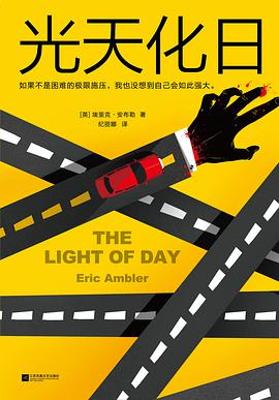 光天化日
如果不是困难的极限施压，我也没想到自己会如此强大。
[英] 埃里克·安布勒 著
纪丽娜 译
THE
LIGHT OF DAY
Eric Ambler